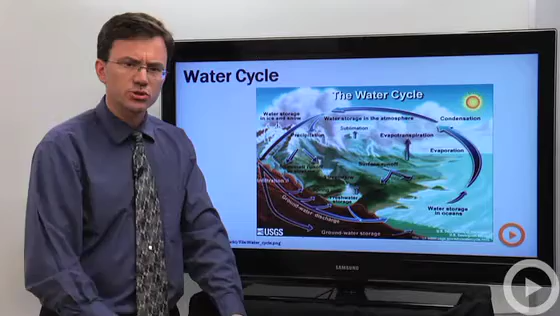 Water Cycle
The Water Cycle
Water storage
in ice and snow
Water storage in the atmosphere
Condensation
Sublimation
Precipitation
Evapotranspiration
Evaporation
Surface runoff
Freshwater
storage
Water storage
in oceans
Ground-water discharge
Ground-water storage
USGS
SAMSUNG